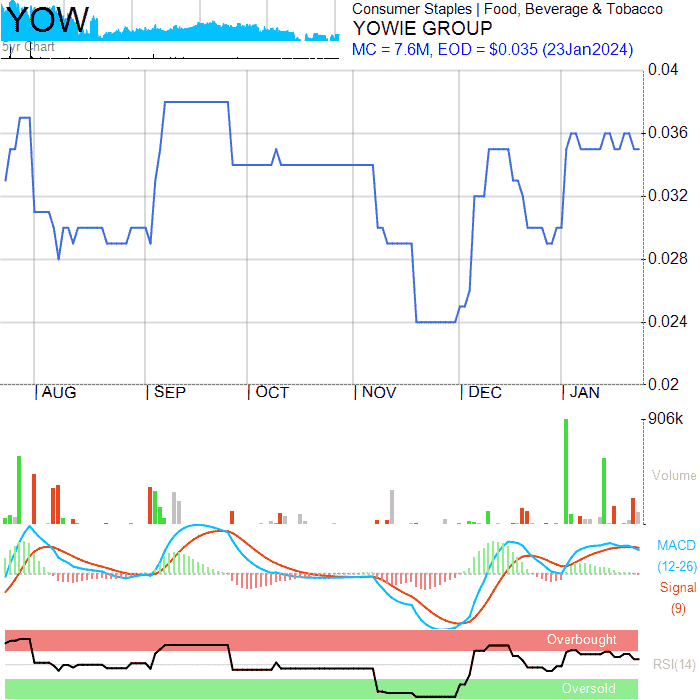 YOW
5yr Chart
Consumer Staples | Food, Beverage & Tobacco
YOWIE GROUP
MC = 7.6M, EOD = $0.035 (23Jan2024)
0.04
0.036
0.032
0.028
0.024
0.02
AUG SEP OCT NOV DEC JAN
906k
Volume
MACD
(12-26)
Signal
(9)
Overbought
RSI(14)
Oversold